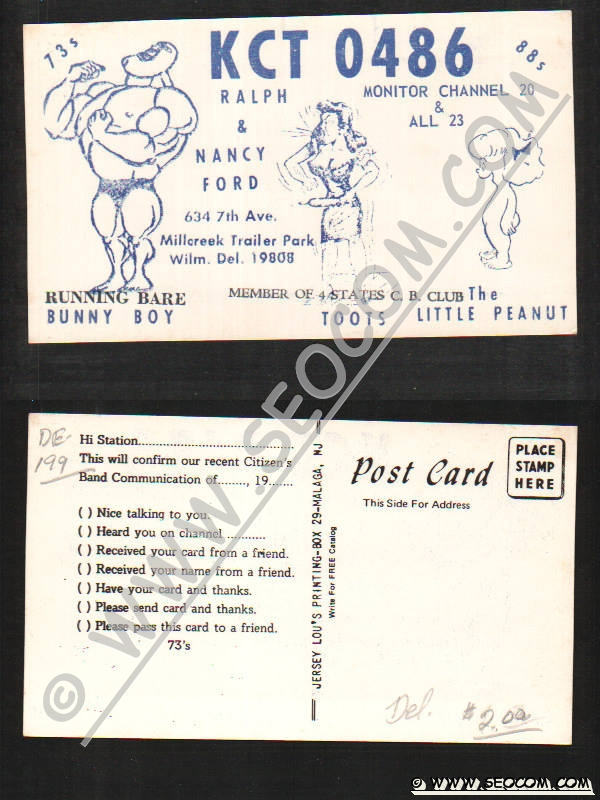 73s
KCT 0486
88s
RALPH
&
NANCY
FORD
MONITOR CHANNEL 20
&
ALL 23
634 7th Ave.
Millcreek Trailer Park
Wilm. Del. 19808
RUNNING BARE
BUNNY BOY
MEMBER OF 4 STATES C. B. CLUB
TOOTS
The
LITTLE PEANUT
DE-
199
Hi Station
This will confirm our recent Citizen's
Band Communication of........, 19.......
( ) Nice talking to you.
( ) Heard you on channel ...........
( ) Received your card from a friend.
( ) Received your name from a friend.
( ) Have your card and thanks.
( ) Please send card and thanks.
( ) Please pass this card to a friend.
73's
JERSEY LOU'S PRINTING-BOX 29-MALAGA, NJ
Write For FREE Catalog
Post Card
This Side For Address
PLACE
STAMP
HERE
Del. $2.00
© WWW.SEOCOM.COM
© WWW.SEOCOM.COM